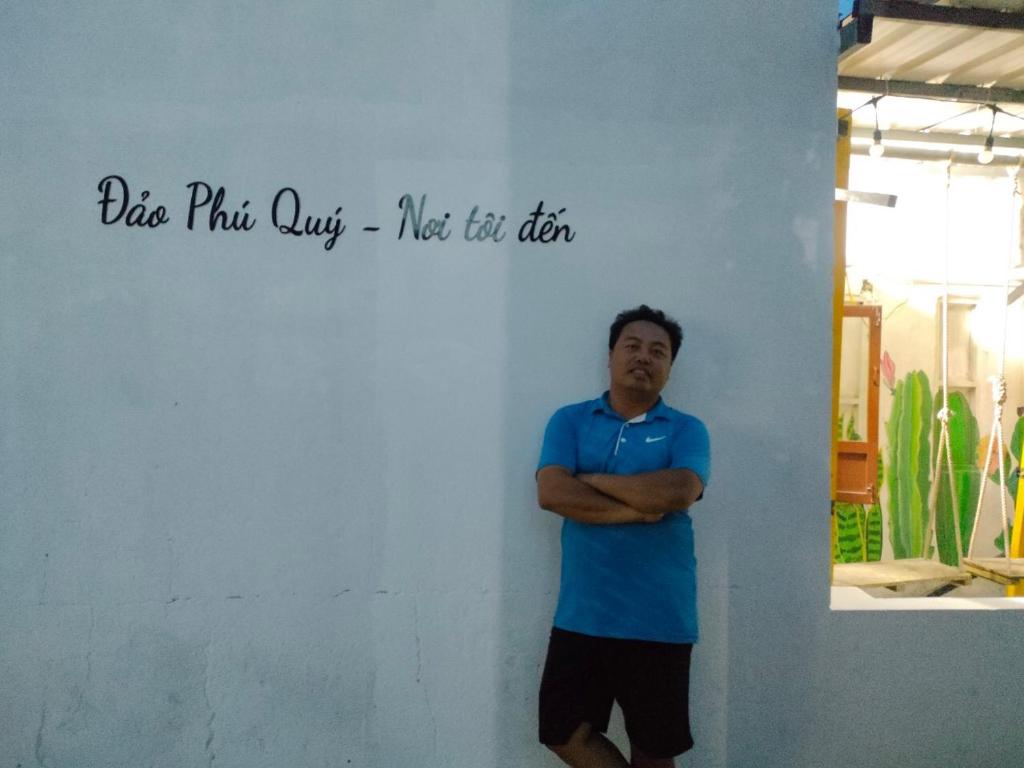 Đảo Phú Quý - Nơi tôi đến